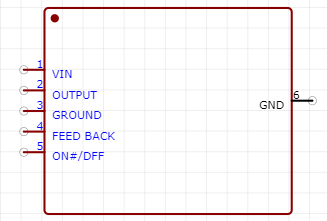 1 VIN
2 OUTPUT
3 GROUND
4 FEED BACK
5 ON#/DFF
GND 6